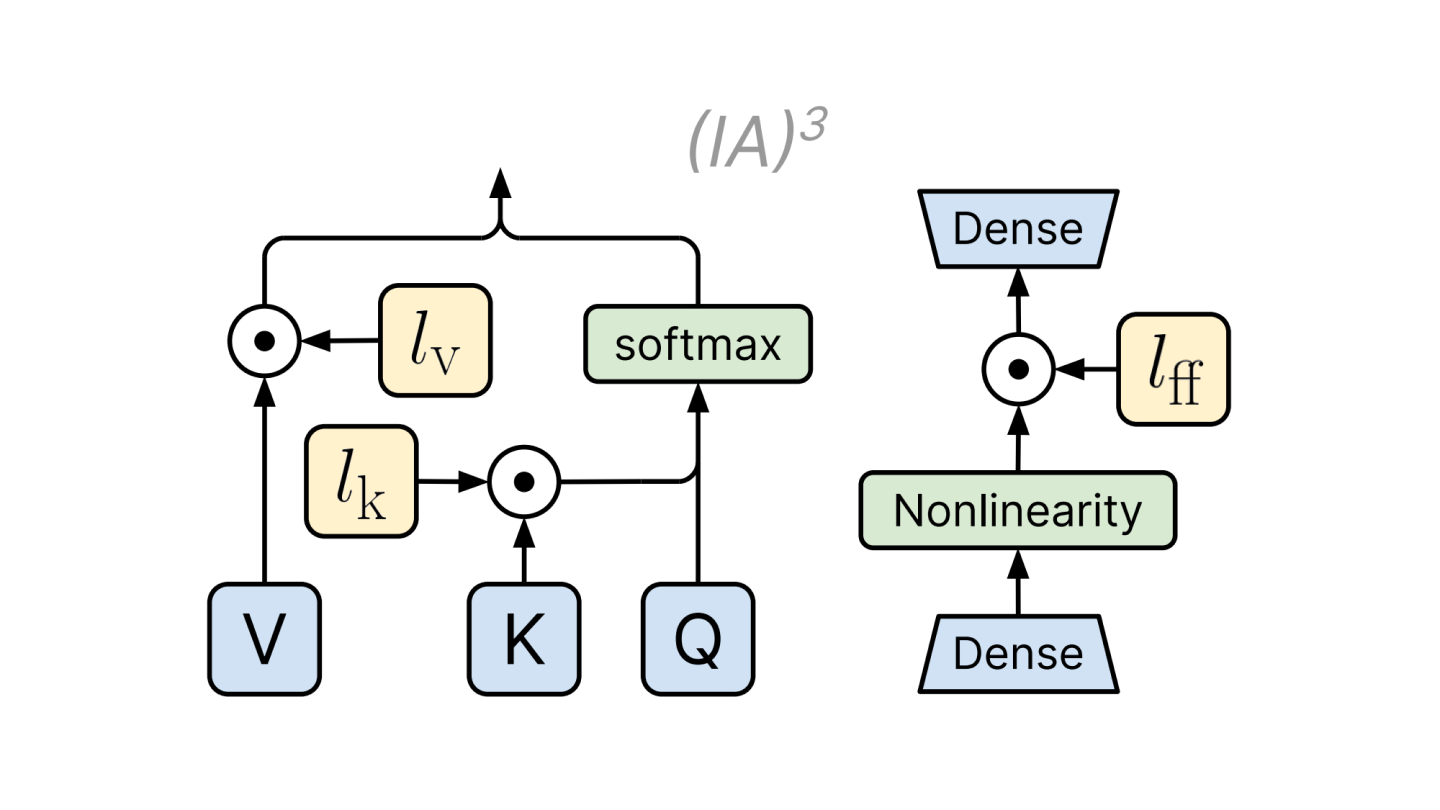 (IA)³
l_v
softmax
l_k
V
K
Q
Dense
l_ff
Nonlinearity
Dense